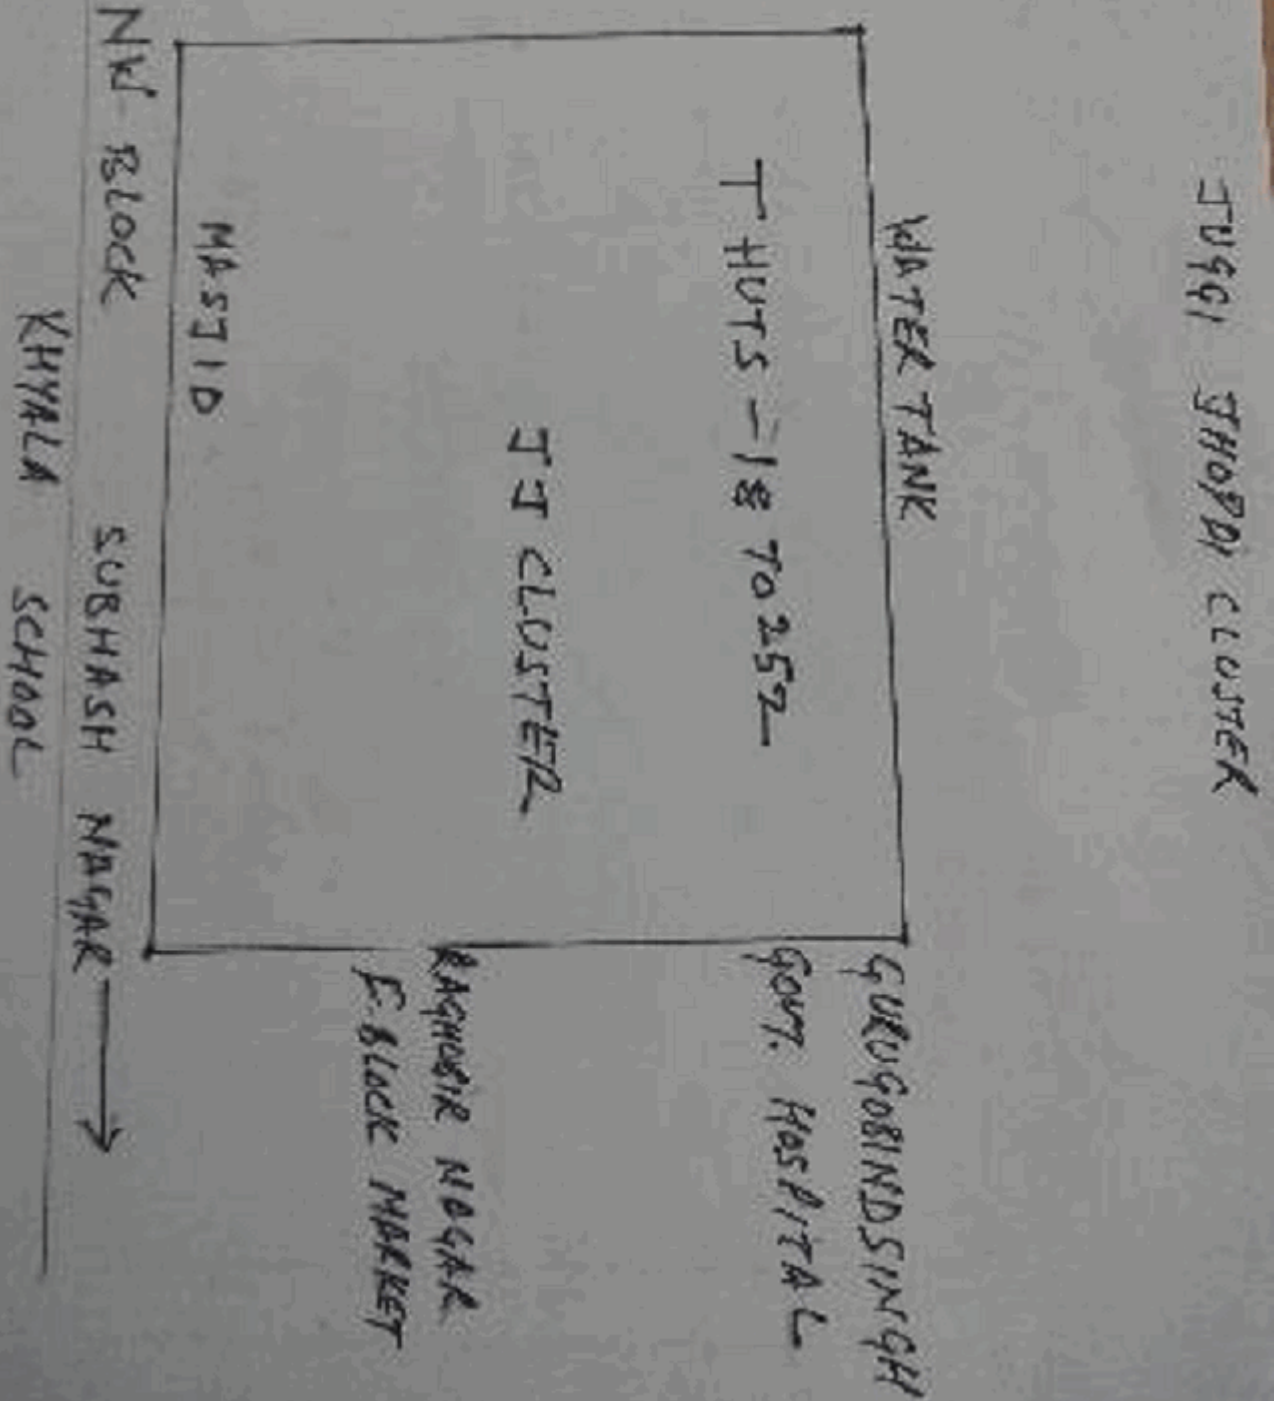 JUGGI JHOPDI CLUSTER
WATER TANK
T HUTS - 18 TO 252
JJ CLUSTER
MASJID
GURUGOBINDSINGH
GOVT. HOSPITAL
RAGHUBIR NAGAR
E-BLOCK MARKET
NW BLOCK SUBHASH NAGAR →
KHYALA SCHOOL